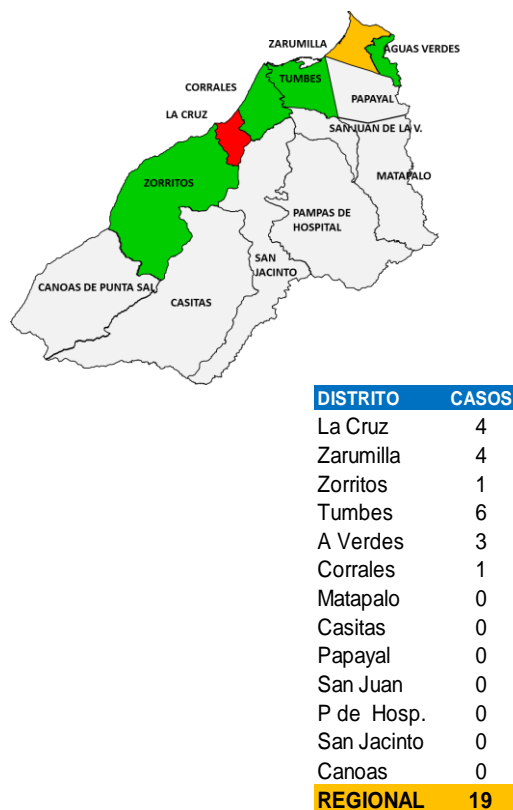 ZARUMILLA
AGUAS VERDES
TUMBES
CORRALES
PAPAYAL
LA CRUZ
SAN JUAN DE LA V.
MATAPALO
ZORRITOS
PAMPAS DE
HOSPITAL
SAN
JACINTO
CANOAS DE PUNTA SAL
CASITAS
DISTRITO CASOS
La Cruz 4
Zarumilla 4
Zorritos 1
Tumbes 6
A Verdes 3
Corrales 1
Matapalo 0
Casitas 0
Papayal 0
San Juan 0
P de Hosp. 0
San Jacinto 0
Canoas 0
REGIONAL 19